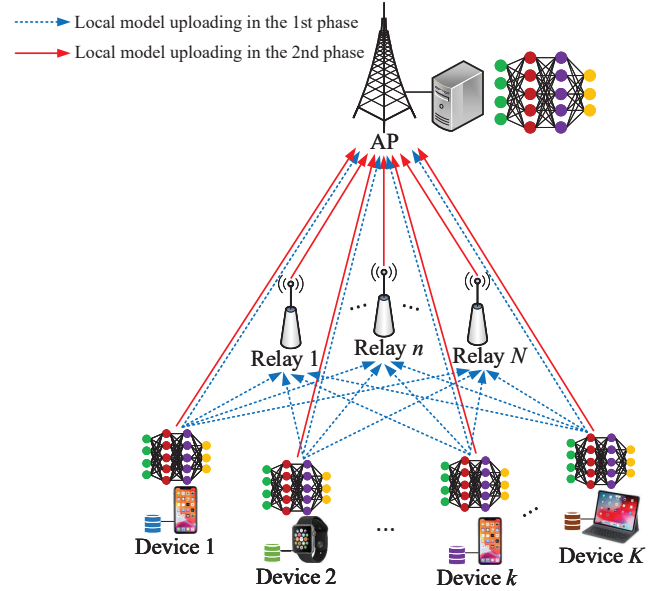 Local model uploading in the 1st phase
Local model uploading in the 2nd phase
AP
...
...
Relay 1
Relay n
Relay N
Device 1
Device 2
...
Device k
...
Device K